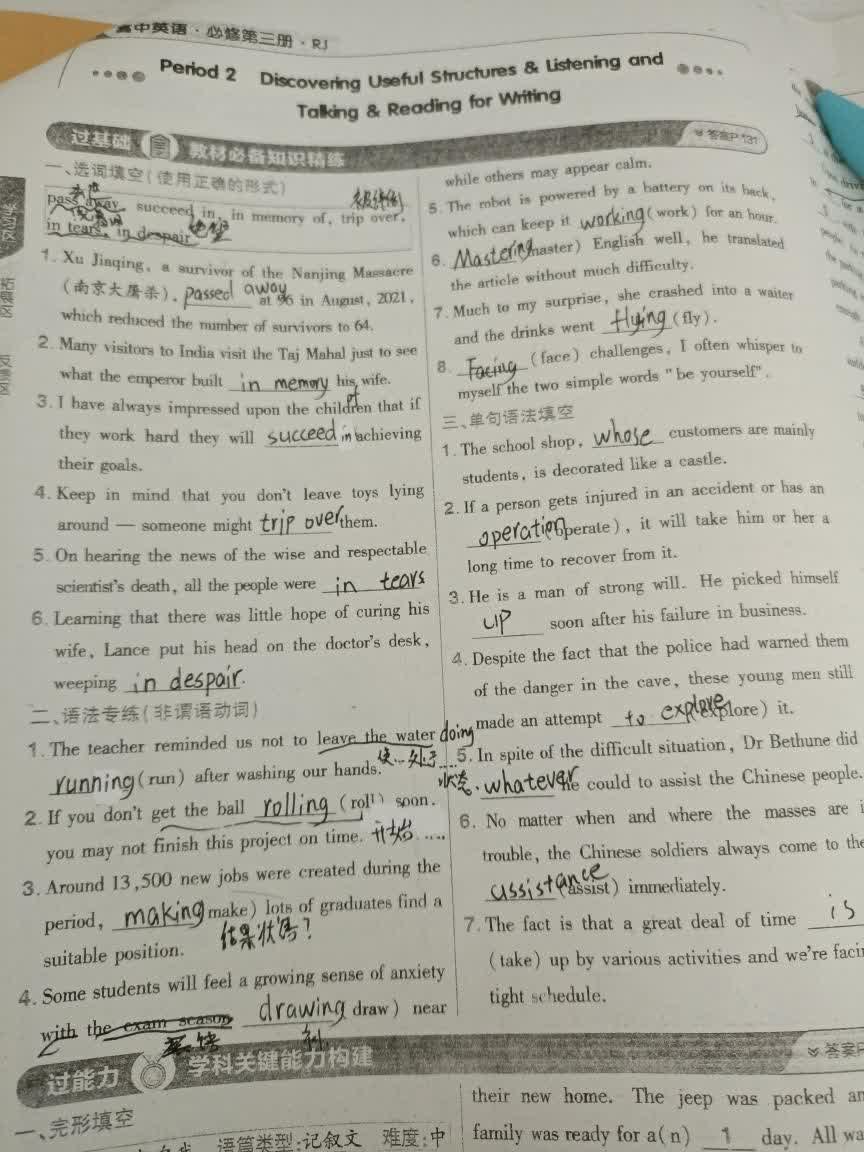 高中英语·必修第三册·RJ
Period 2 Discovering Useful Structures & Listening and
Talking & Reading for Writing
过基础 教材必备知识精练
答案P131
一、选词填空(使用正确的形式)
pass away, succeed in, in memory of, trip over,
in tears, in despair 绝望
1. Xu Jiaqing, a survivor of the Nanjing Massacre
(南京大屠杀), passed away at 96 in August, 2021,
which reduced the number of survivors to 64.
2. Many visitors to India visit the Taj Mahal just to see
what the emperor built in memory his wife.
of
3. I have always impressed upon the children that if
they work hard they will succeed in achieving
their goals.
4. Keep in mind that you don't leave toys lying
around — someone might trip over them.
5. On hearing the news of the wise and respectable
scientist's death, all the people were in tears
6. Learning that there was little hope of curing his
wife, Lance put his head on the doctor's desk,
weeping in despair.
二、语法专练(非谓语动词)
1. The teacher reminded us not to leave the water doing
使...处于...
状态.
running (run) after washing our hands.
2. If you don't get the ball rolling (roll) soon,
you may not finish this project on time. 开始....
3. Around 13,500 new jobs were created during the
period, making (make) lots of graduates find a
suitable position. 结果状语?
4. Some students will feel a growing sense of anxiety
with the exam season drawing (draw) near
while others may appear calm.
5. The robot is powered by a battery on its back,
which can keep it working (work) for an hour.
6. Mastering (master) English well, he translated
the article without much difficulty.
7. Much to my surprise, she crashed into a waiter
and the drinks went flying (fly).
8. Facing (face) challenges, I often whisper to
myself the two simple words "be yourself".
三、单句语法填空
1. The school shop, whose customers are mainly
students, is decorated like a castle.
2. If a person gets injured in an accident or has an
operation (operate), it will take him or her a
long time to recover from it.
3. He is a man of strong will. He picked himself
up soon after his failure in business.
4. Despite the fact that the police had warned them
of the danger in the cave, these young men still
made an attempt to explore (explore) it.
5. In spite of the difficult situation, Dr Bethune did
whatever he could to assist the Chinese people.
6. No matter when and where the masses are i
trouble, the Chinese soldiers always come to the
assistance (assist) immediately.
7. The fact is that a great deal of time is
(take) up by various activities and we're facin
tight schedule.
过能力 学科关键能力构建
答案P
一、完形填空
语篇类型:记叙文 难度:中
their new home. The jeep was packed an
family was ready for a(n) 1 day. All wa